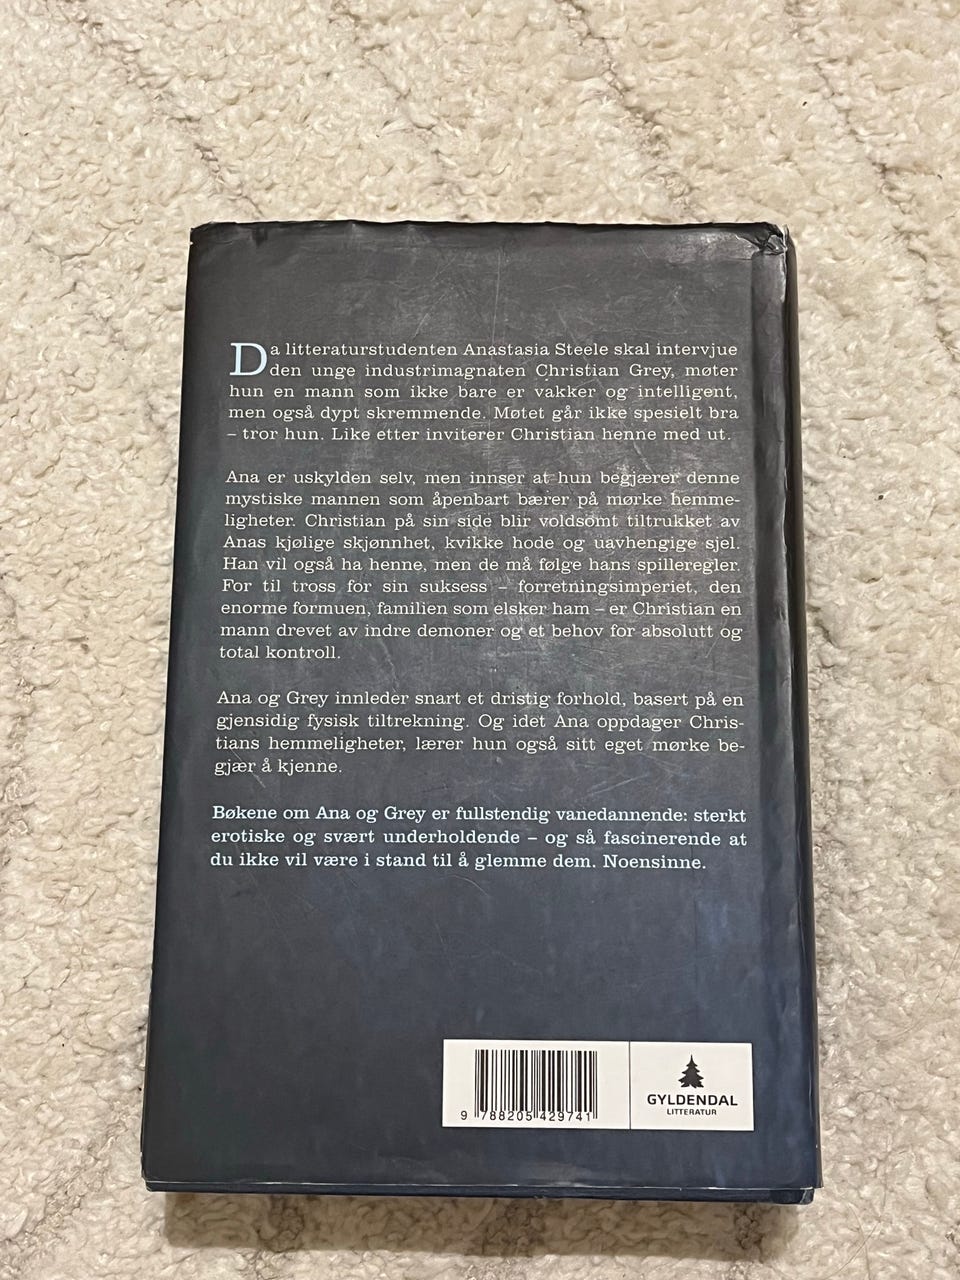 Da litteraturstudenten Anastasia Steele skal intervjue
den unge industrimagnaten Christian Grey, møter
hun en mann som ikke bare er vakker og intelligent,
men også dypt skremmende. Møtet går ikke spesielt bra
– tror hun. Like etter inviterer Christian henne med ut.
Ana er uskylden selv, men innser at hun begjærer denne
mystiske mannen som åpenbart bærer på mørke hemme-
ligheter. Christian på sin side blir voldsomt tiltrukket av
Anas kjølige skjønnhet, kvikke hode og uavhengige sjel.
Han vil også ha henne, men de må følge hans spilleregler.
For til tross for sin suksess – forretningsimperiet, den
enorme formuen, familien som elsker ham – er Christian en
mann drevet av indre demoner og et behov for absolutt og
total kontroll.
Ana og Grey innleder snart et dristig forhold, basert på en
gjensidig fysisk tiltrekning. Og idet Ana oppdager Chris-
tians hemmeligheter, lærer hun også sitt eget mørke be-
gjær å kjenne.
Bøkene om Ana og Grey er fullstendig vanedannende: sterkt
erotiske og svært underholdende – og så fascinerende at
du ikke vil være i stand til å glemme dem. Noensinne.
9 788205 429741
GYLDENDAL
LITTERATUR